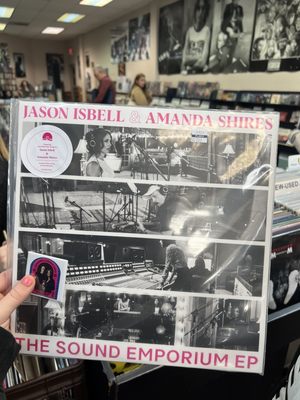 JASON ISBELL & AMANDA SHIRES
THE SOUND EMPORIUM EP